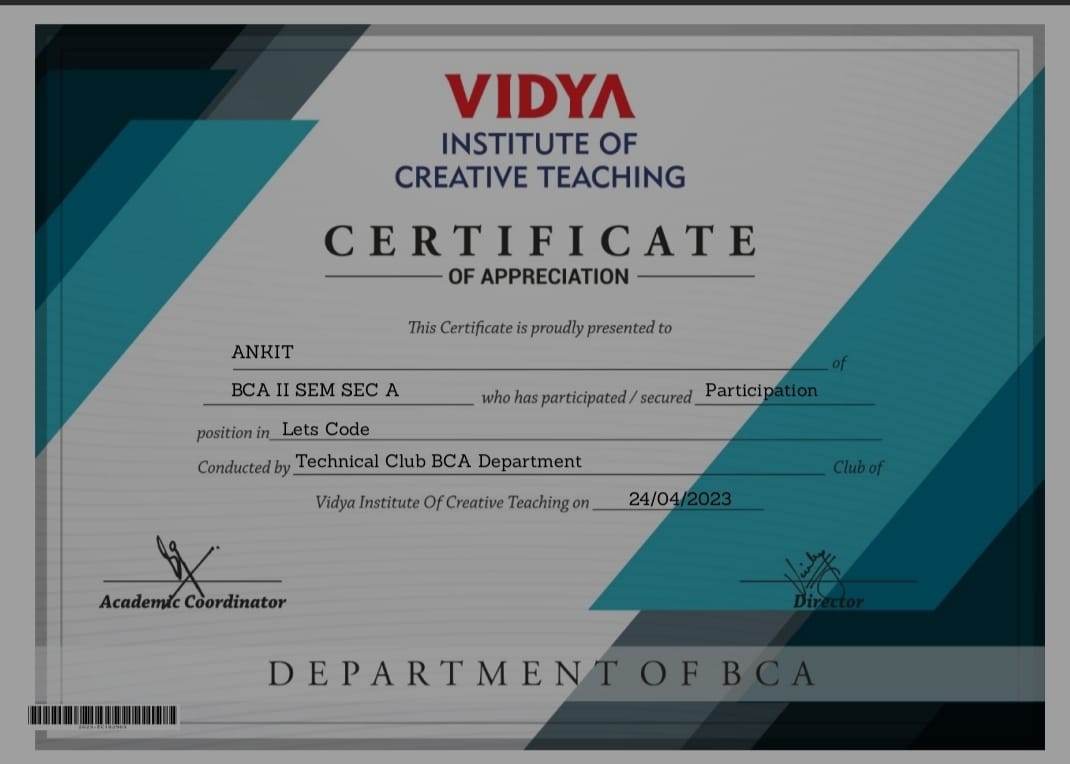 VIDYA
INSTITUTE OF
CREATIVE TEACHING
CERTIFICATE
OF APPRECIATION
This Certificate is proudly presented to
ANKIT of
BCA II SEM SEC A who has participated / secured Participation
position in Lets Code
Conducted by Technical Club BCA Department Club of
Vidya Institute Of Creative Teaching on 24/04/2023
Academic Coordinator Director
DEPARTMENT OF BCA